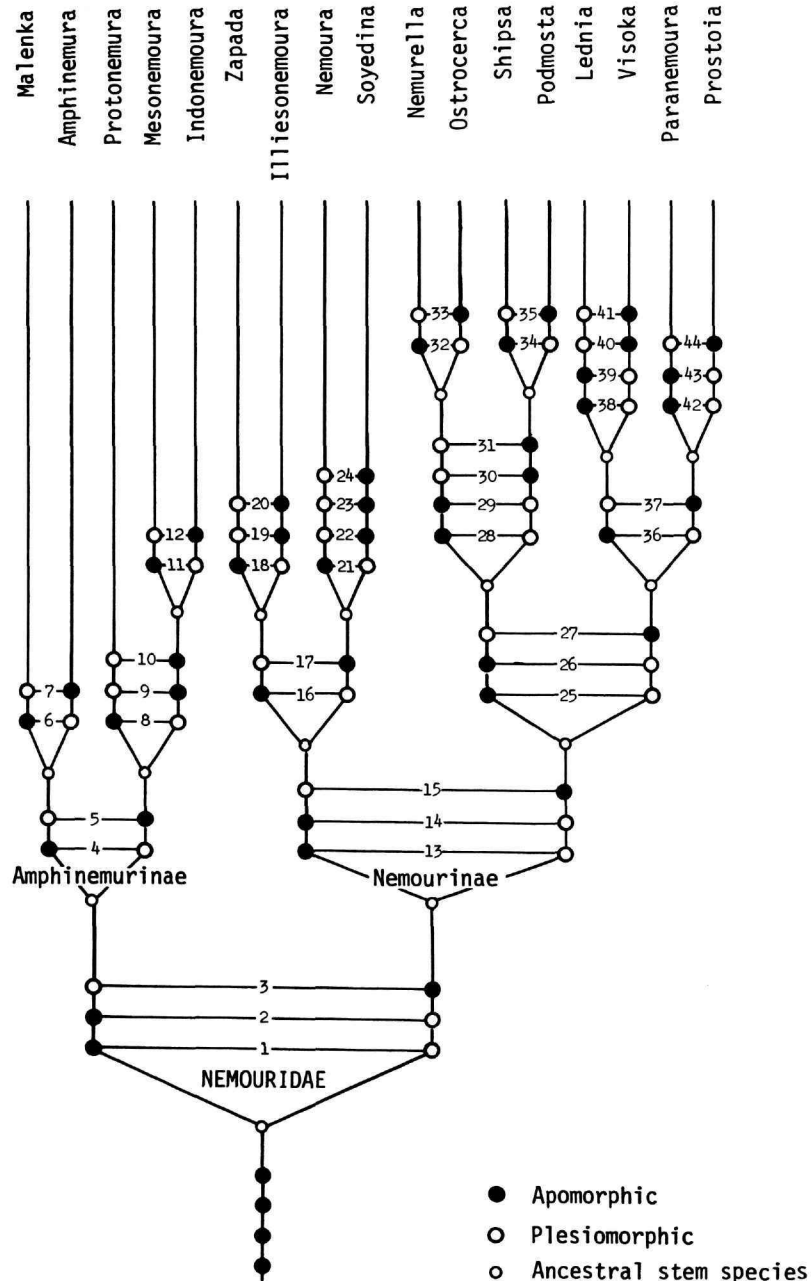 Malenka
Amphinemura
Protonemura
Mesonemoura
Indonemoura
Zapada
Illiesonemoura
Nemoura
Soyedina
Nemurella
Ostrocerca
Shipsa
Podmosta
Lednia
Visoka
Paranemoura
Prostoia
33 35 41
32 34 40 44
39 43
38 42
31
24 30
20 23 29 37
12 19 22 28 36
11 18 21
27
10 17 26
7 9 16 25
6 8
15
5 14
4 13
Amphinemurinae Nemourinae
3
2
1
NEMOURIDAE
Apomorphic
Plesiomorphic
Ancestral stem species